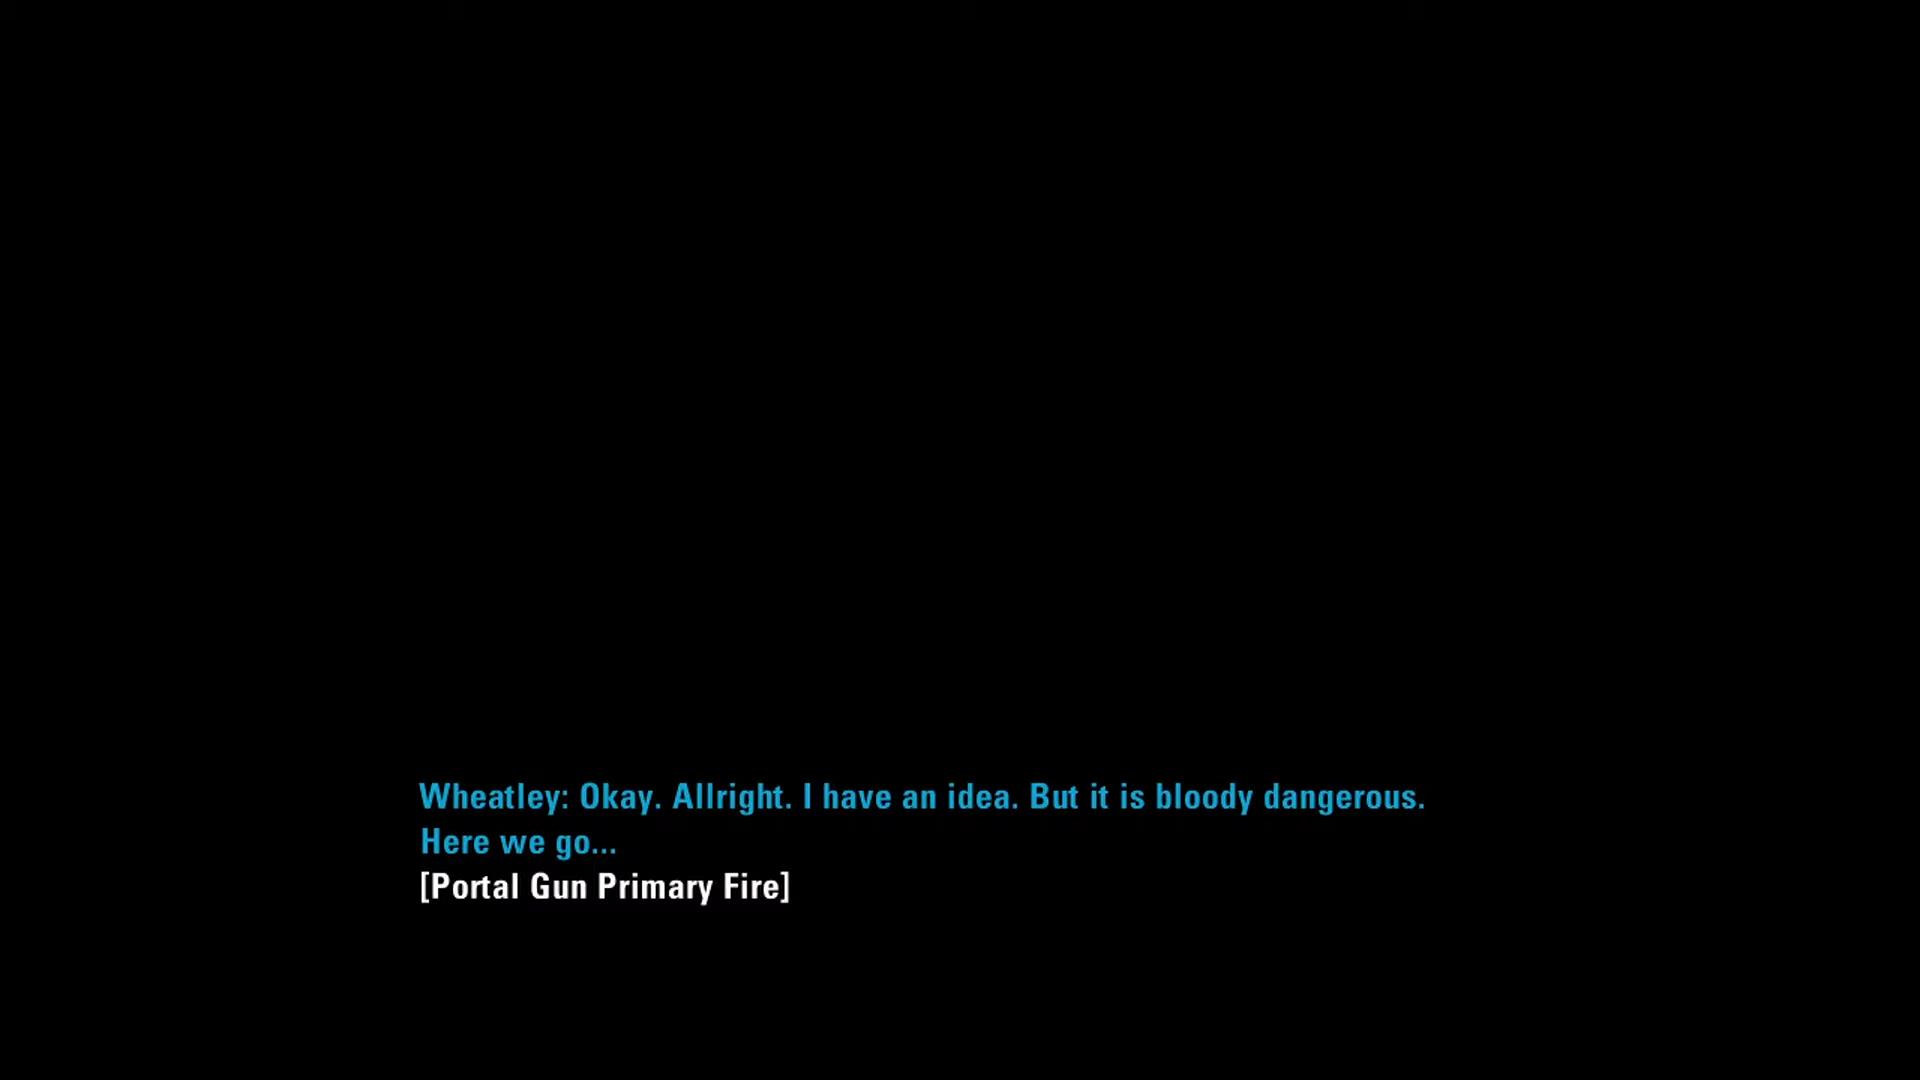 Wheatley: Okay. Allright. I have an idea. But it is bloody dangerous.
Here we go...
[Portal Gun Primary Fire]